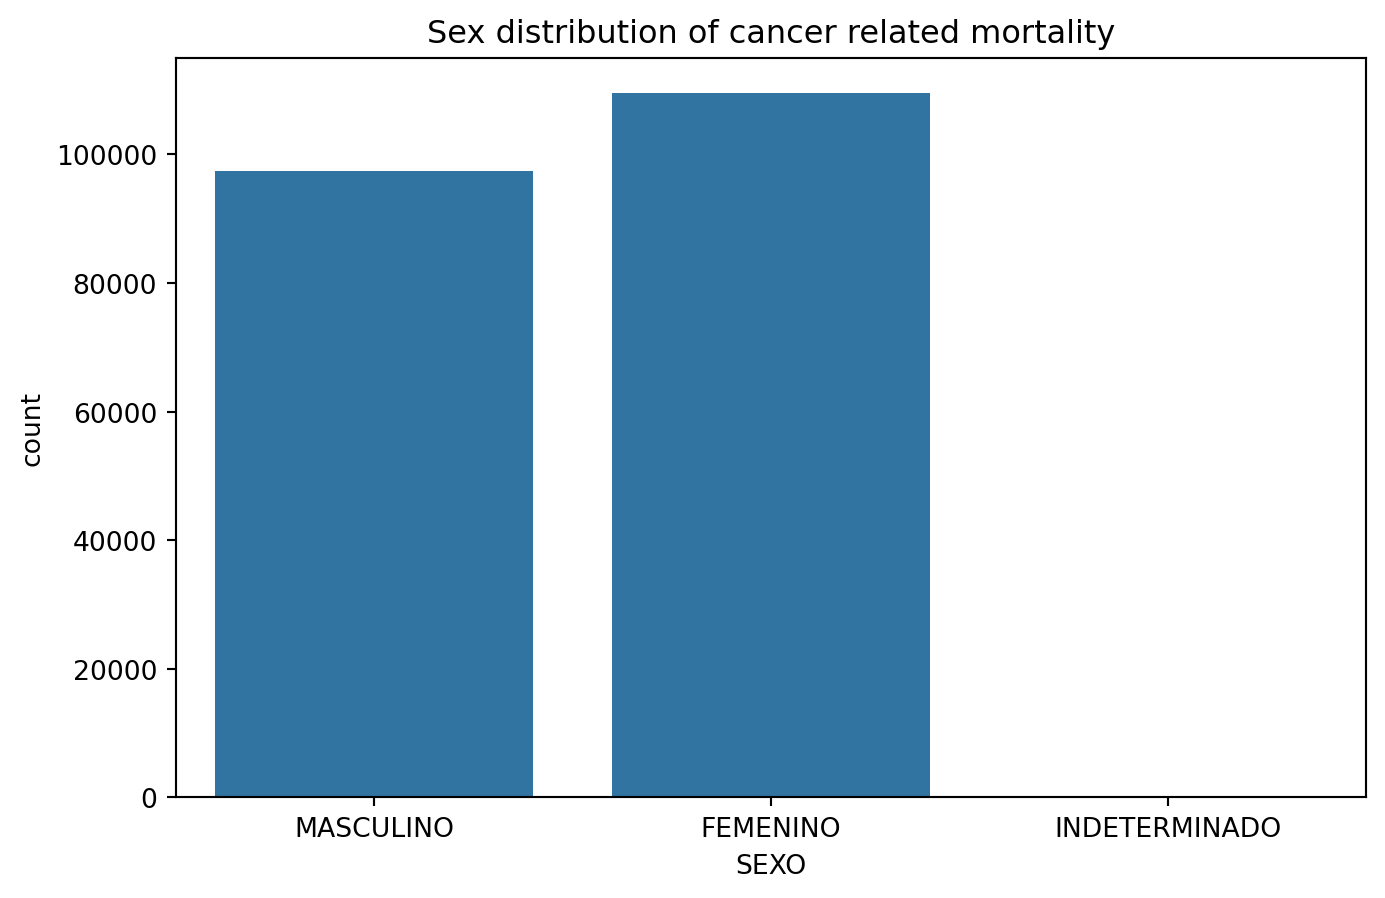 Sex distribution of cancer related mortality
100000
80000
60000
40000
20000
0
count
MASCULINO
FEMENINO
INDETERMINADO
SEXO